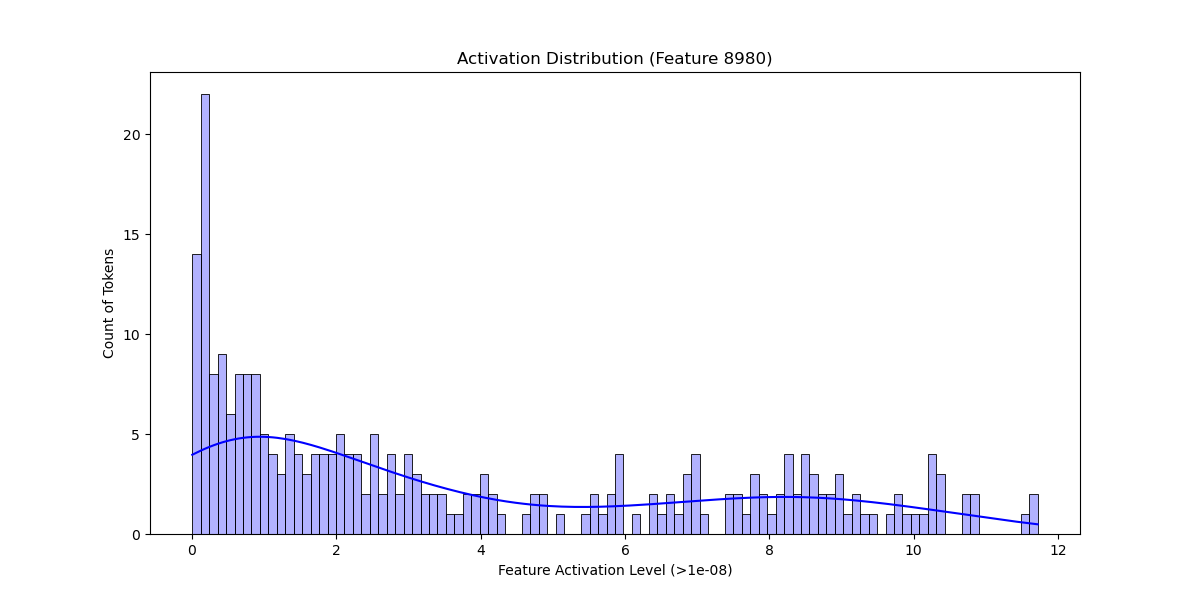 Activation Distribution (Feature 8980)
Count of Tokens
20
15
10
5
0
0 2 4 6 8 10 12
Feature Activation Level (>1e-08)